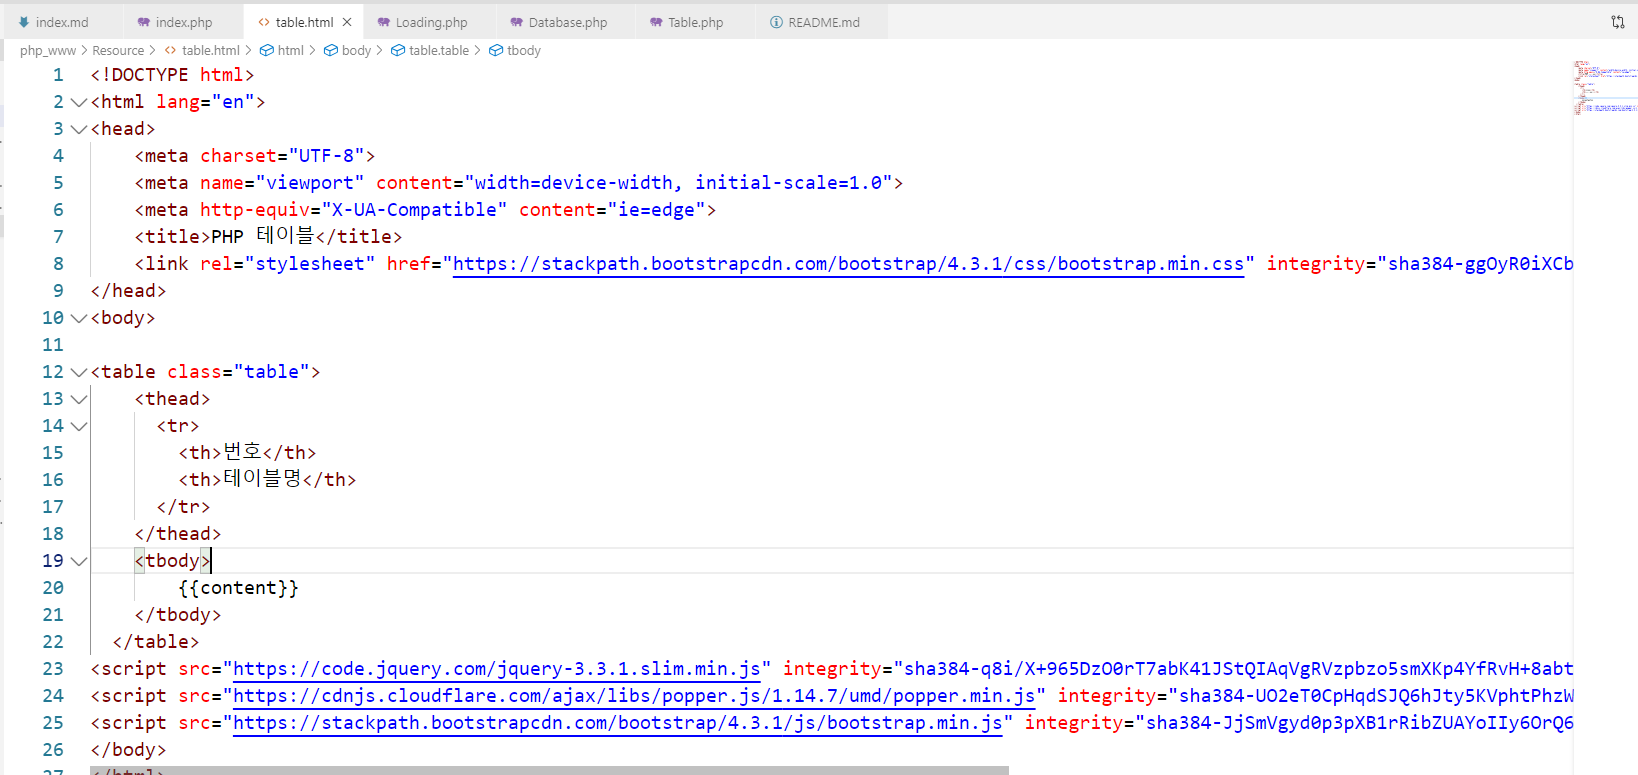 index.md index.php table.html Loading.php Database.php Table.php README.md
php_www > Resource > table.html > html > body > table.table > tbody
1 <!DOCTYPE html>
2 <html lang="en">
3 <head>
4 <meta charset="UTF-8">
5 <meta name="viewport" content="width=device-width, initial-scale=1.0">
6 <meta http-equiv="X-UA-Compatible" content="ie=edge">
7 <title>PHP 테이블</title>
8 <link rel="stylesheet" href="https://stackpath.bootstrapcdn.com/bootstrap/4.3.1/css/bootstrap.min.css" integrity="sha384-ggOyR0iXCb
9 </head>
10 <body>
11
12 <table class="table">
13 <thead>
14 <tr>
15 <th>번호</th>
16 <th>테이블명</th>
17 </tr>
18 </thead>
19 <tbody>
20 {{content}}
21 </tbody>
22 </table>
23 <script src="https://code.jquery.com/jquery-3.3.1.slim.min.js" integrity="sha384-q8i/X+965DzO0rT7abK41JStQIAqVgRVzpbzo5smXKp4YfRvH+8abt
24 <script src="https://cdnjs.cloudflare.com/ajax/libs/popper.js/1.14.7/umd/popper.min.js" integrity="sha384-UO2eT0CpHqdSJQ6hJty5KVphtPhzW
25 <script src="https://stackpath.bootstrapcdn.com/bootstrap/4.3.1/js/bootstrap.min.js" integrity="sha384-JjSmVgyd0p3pXB1rRibZUAYoIIy6OrQ6
26 </body>
27 </html>